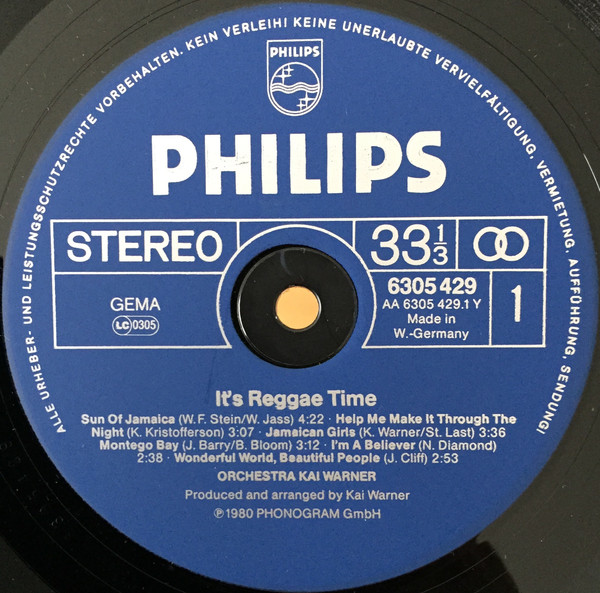 ALLE URHEBER- UND LEISTUNGSSCHUTZRECHTE VORBEHALTEN. KEIN VERLEIH! KEINE UNERLAUBTE VERVIELFÄLTIGUNG, VERMIETUNG, AUFFÜHRUNG, SENDUNG!
PHILIPS
PHILIPS
STEREO
33 1/3
GEMA
LC 0305
6305 429
AA 6305 429.1 Y
Made in
W.-Germany
1
It's Reggae Time
Sun Of Jamaica (W. F. Stein/W. Jass) 4:22 · Help Me Make It Through The
Night (K. Kristofferson) 3:07 · Jamaican Girls (K. Warner/St. Last) 3:36
Montego Bay (J. Barry/B. Bloom) 3:12 · I'm A Believer (N. Diamond)
2:38 · Wonderful World, Beautiful People (J. Cliff) 2:53
ORCHESTRA KAI WARNER
Produced and arranged by Kai Warner
℗ 1980 PHONOGRAM GmbH